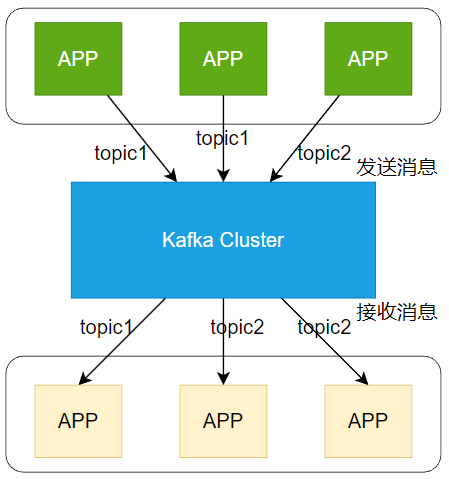 APP
APP
APP
topic1
topic1
topic2
发送消息
Kafka Cluster
接收消息
topic1
topic2
topic2
APP
APP
APP